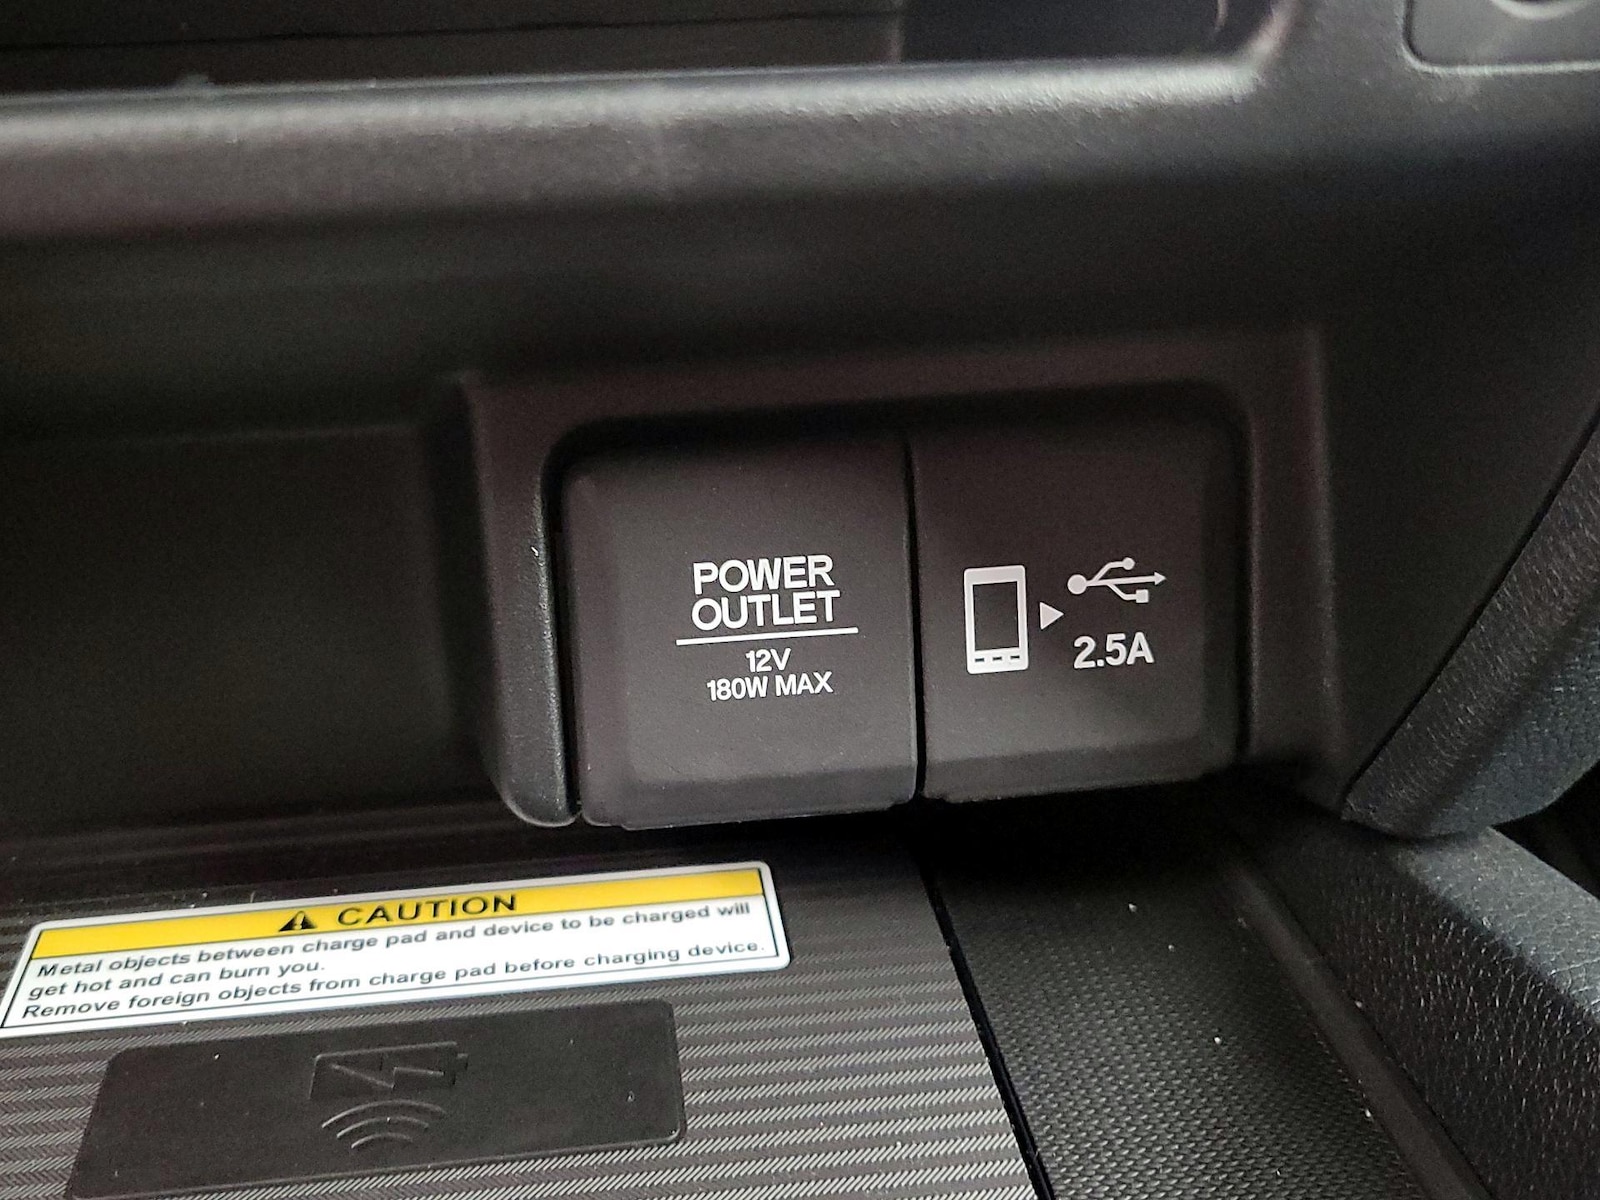 POWER
OUTLET
12V
180W MAX
2.5A
CAUTION
Metal objects between charge pad and device to be charged will
get hot and can burn you.
Remove foreign objects from charge pad before charging device.